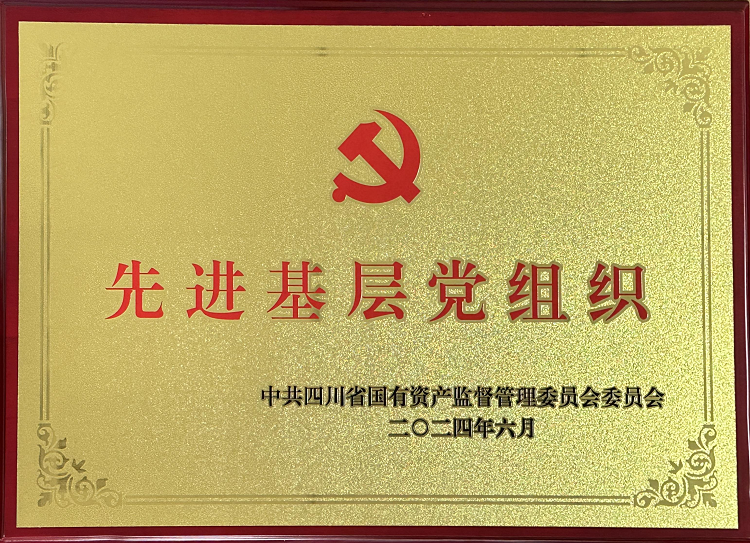 先进基层党组织
中共四川省国有资产监督管理委员会委员会
二〇二四年六月